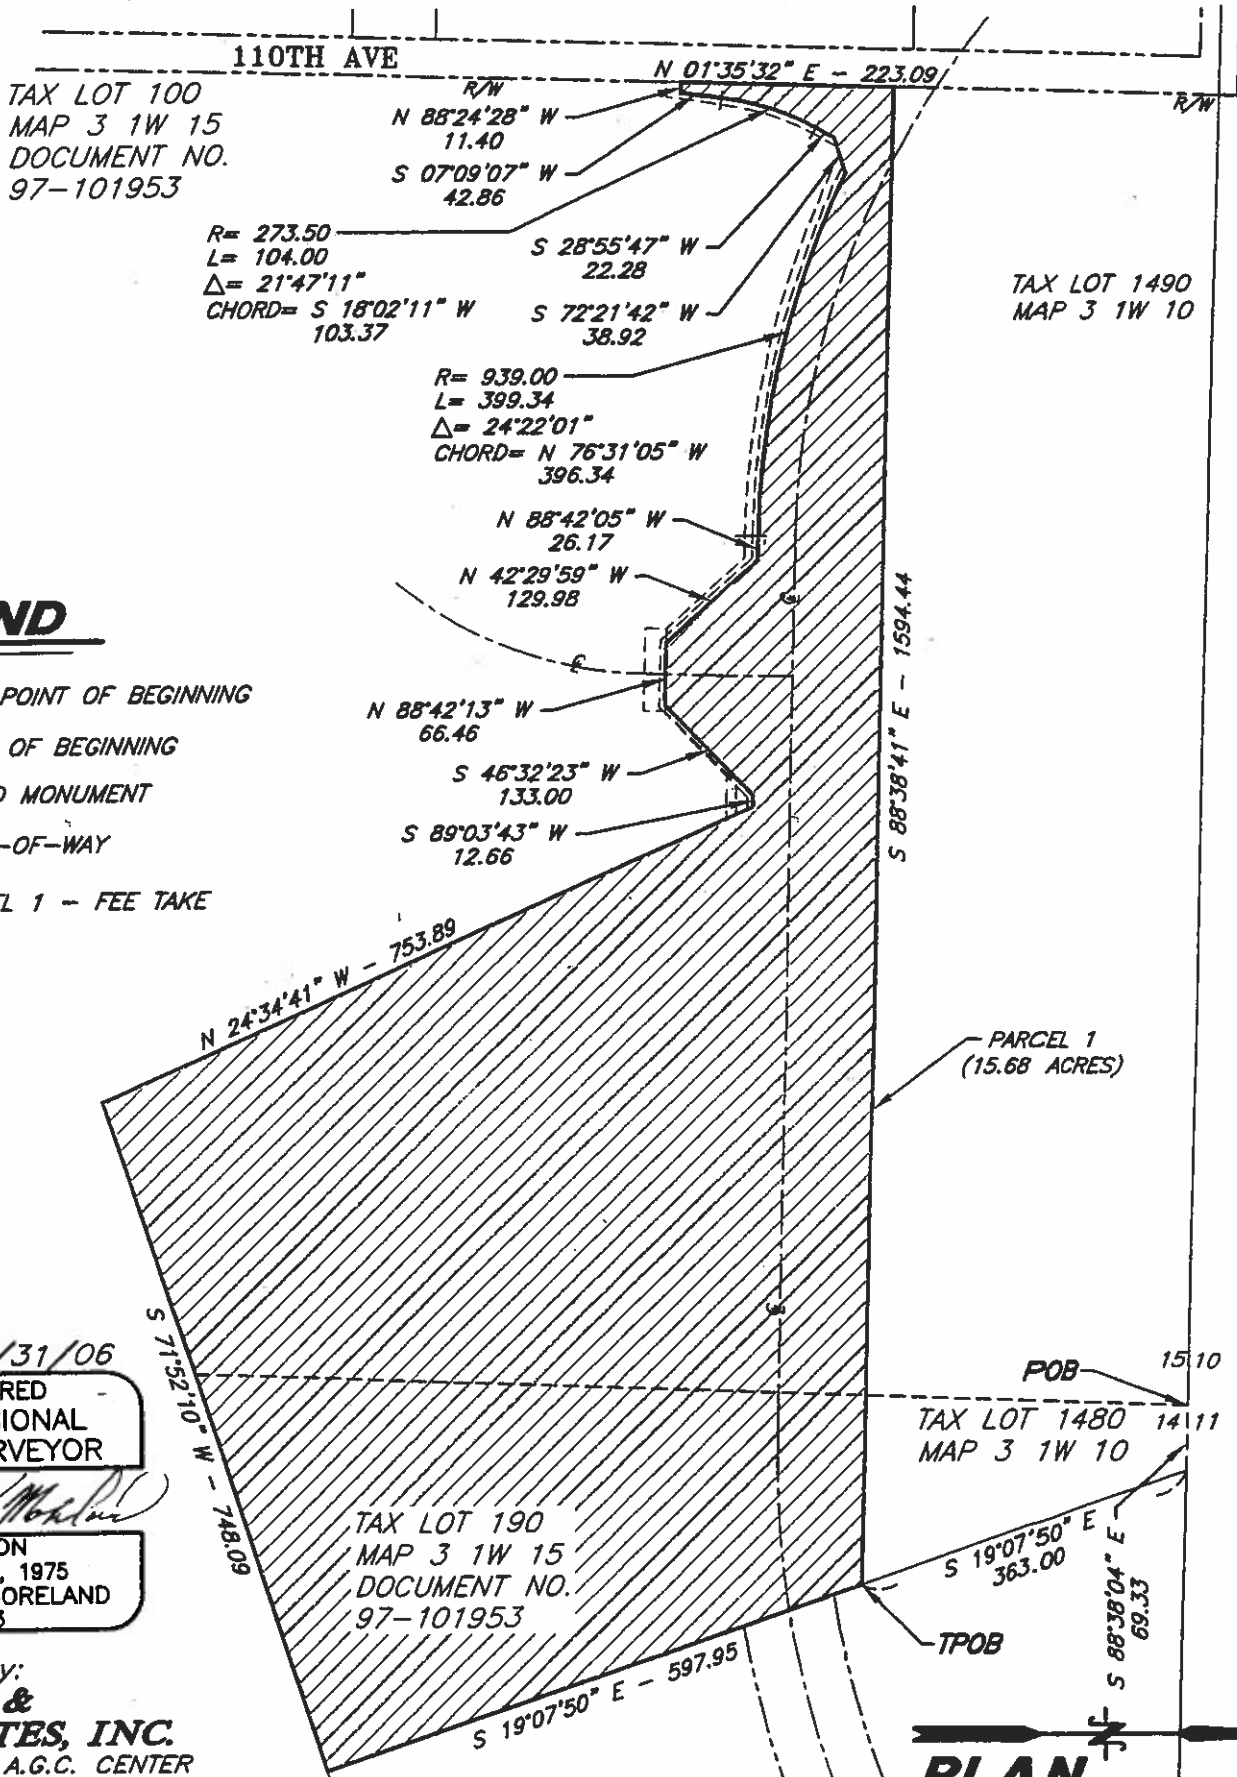 110TH AVE
N 01°35'32" E - 223.09
R/W
R/W
TAX LOT 100
MAP 3 1W 15
DOCUMENT NO.
97-101953
N 88°24'28" W
11.40
S 07°09'07" W
42.86
R= 273.50
L= 104.00
△= 21°47'11"
CHORD= S 18°02'11" W
103.37
S 28°55'47" W
22.28
S 72°21'42" W
38.92
TAX LOT 1490
MAP 3 1W 10
R= 939.00
L= 399.34
△= 24°22'01"
CHORD= N 76°31'05" W
396.34
N 88°42'05" W
26.17
N 42°29'59" W
129.98
ND
POINT OF BEGINNING
OF BEGINNING
D MONUMENT
-OF-WAY
L 1 - FEE TAKE
N 88°42'13" W
66.46
S 46°32'23" W
133.00
S 89°03'43" W
12.66
S 88°38'41" E - 1594.44
N 24°34'41" W - 753.89
PARCEL 1
(15.68 ACRES)
S 71°52'10" W - 748.09
/31/06
RED
IONAL
RVEYOR
ON
, 1975
ORELAND
y:
&
TES, INC.
A.G.C. CENTER
TAX LOT 190
MAP 3 1W 15
DOCUMENT NO.
97-101953
S 19°07'50" E - 597.95
POB
15 10
14 11
TAX LOT 1480
MAP 3 1W 10
S 19°07'50" E
363.00
S 88°38'04" E
69.33
TPOB
PLAN